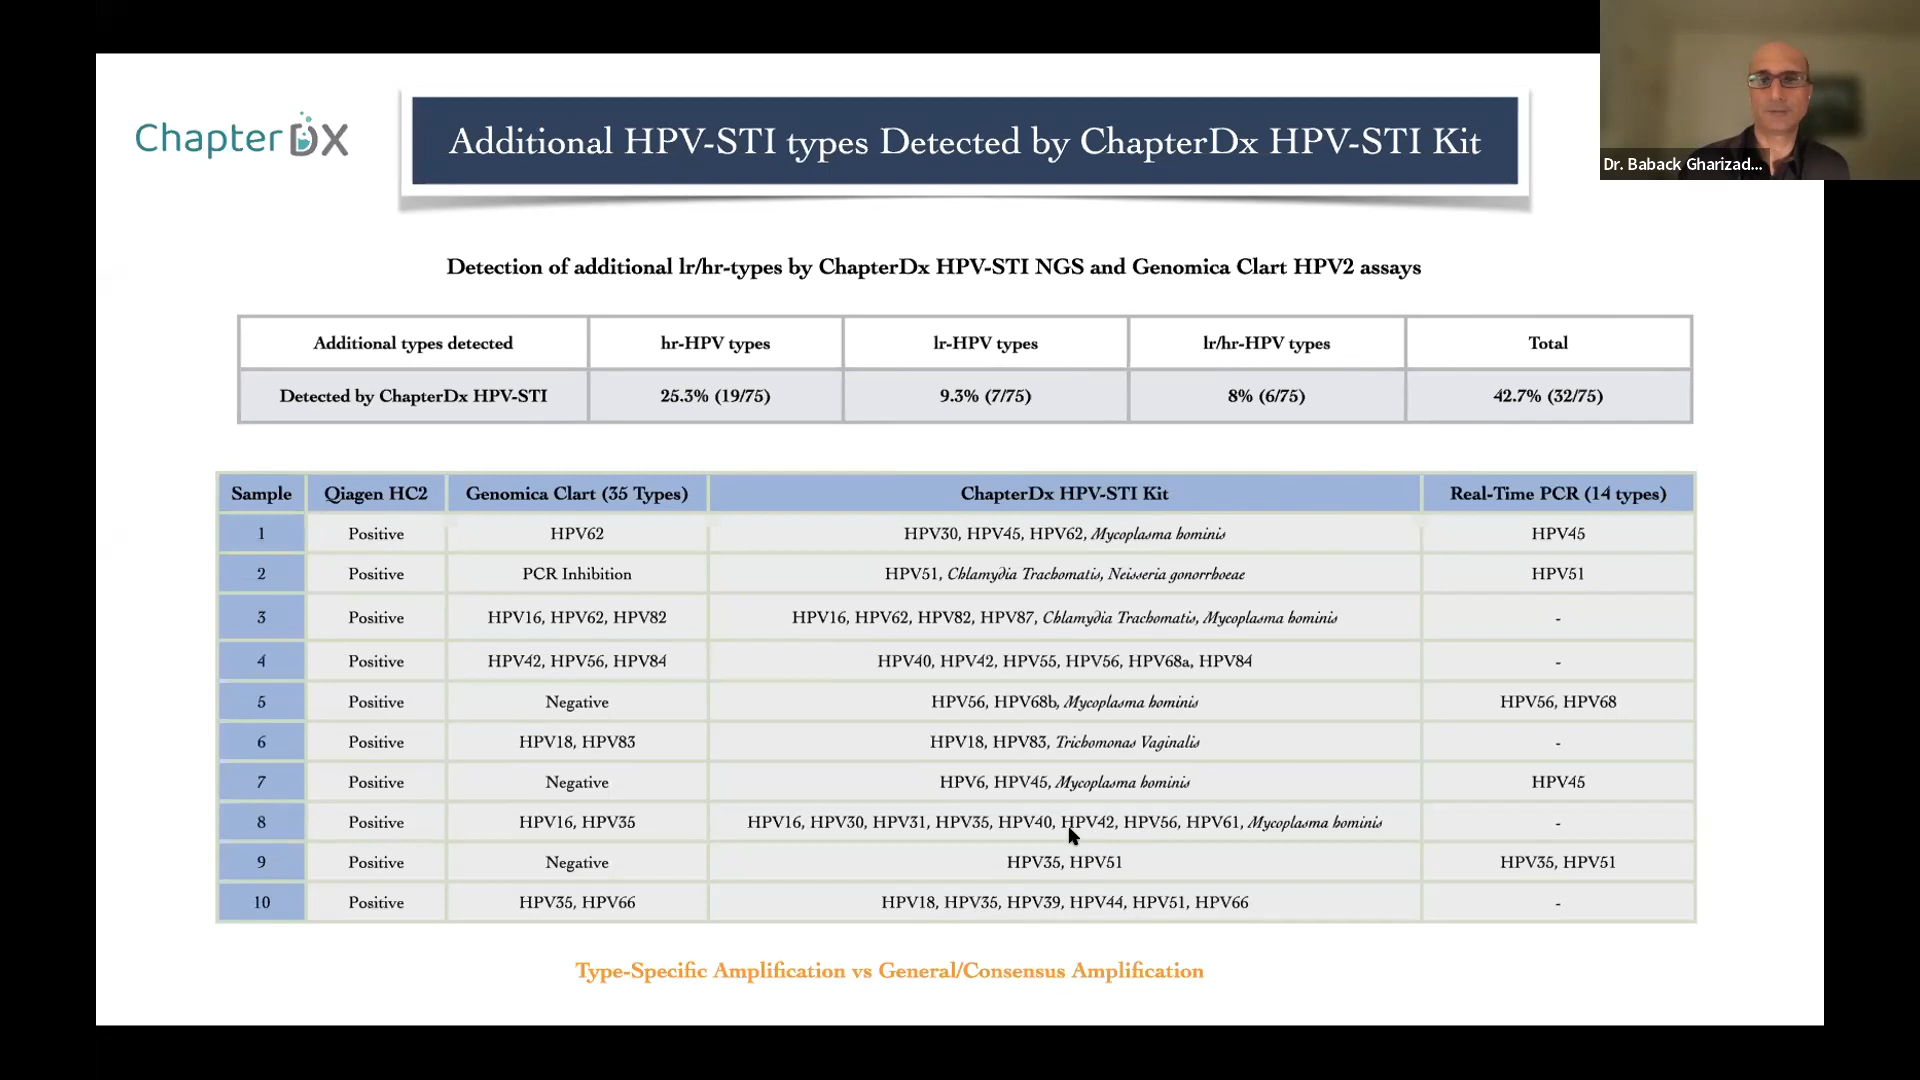 Chapter DX
Additional HPV-STI types Detected by ChapterDx HPV-STI Kit
Dr. Baback Gharizad...
Detection of additional lr/hr-types by ChapterDx HPV-STI NGS and Genomica Clart HPV2 assays
Additional types detected hr-HPV types lr-HPV types lr/hr-HPV types Total
Detected by ChapterDx HPV-STI 25.3% (19/75) 9.3% (7/75) 8% (6/75) 42.7% (32/75)
Sample Qiagen HC2 Genomica Clart (35 Types) ChapterDx HPV-STI Kit Real-Time PCR (14 types)
1 Positive HPV62 HPV30, HPV45, HPV62, Mycoplasma hominis HPV45
2 Positive PCR Inhibition HPV51, Chlamydia Trachomatis, Neisseria gonorrhoeae HPV51
3 Positive HPV16, HPV62, HPV82 HPV16, HPV62, HPV82, HPV87, Chlamydia Trachomatis, Mycoplasma hominis -
4 Positive HPV42, HPV56, HPV84 HPV40, HPV42, HPV55, HPV56, HPV68a, HPV84 -
5 Positive Negative HPV56, HPV68b, Mycoplasma hominis HPV56, HPV68
6 Positive HPV18, HPV83 HPV18, HPV83, Trichomonas Vaginalis -
7 Positive Negative HPV6, HPV45, Mycoplasma hominis HPV45
8 Positive HPV16, HPV35 HPV16, HPV30, HPV31, HPV35, HPV40, HPV42, HPV56, HPV61, Mycoplasma hominis -
9 Positive Negative HPV35, HPV51 HPV35, HPV51
10 Positive HPV35, HPV66 HPV18, HPV35, HPV39, HPV44, HPV51, HPV66 -
Type-Specific Amplification vs General/Consensus Amplification